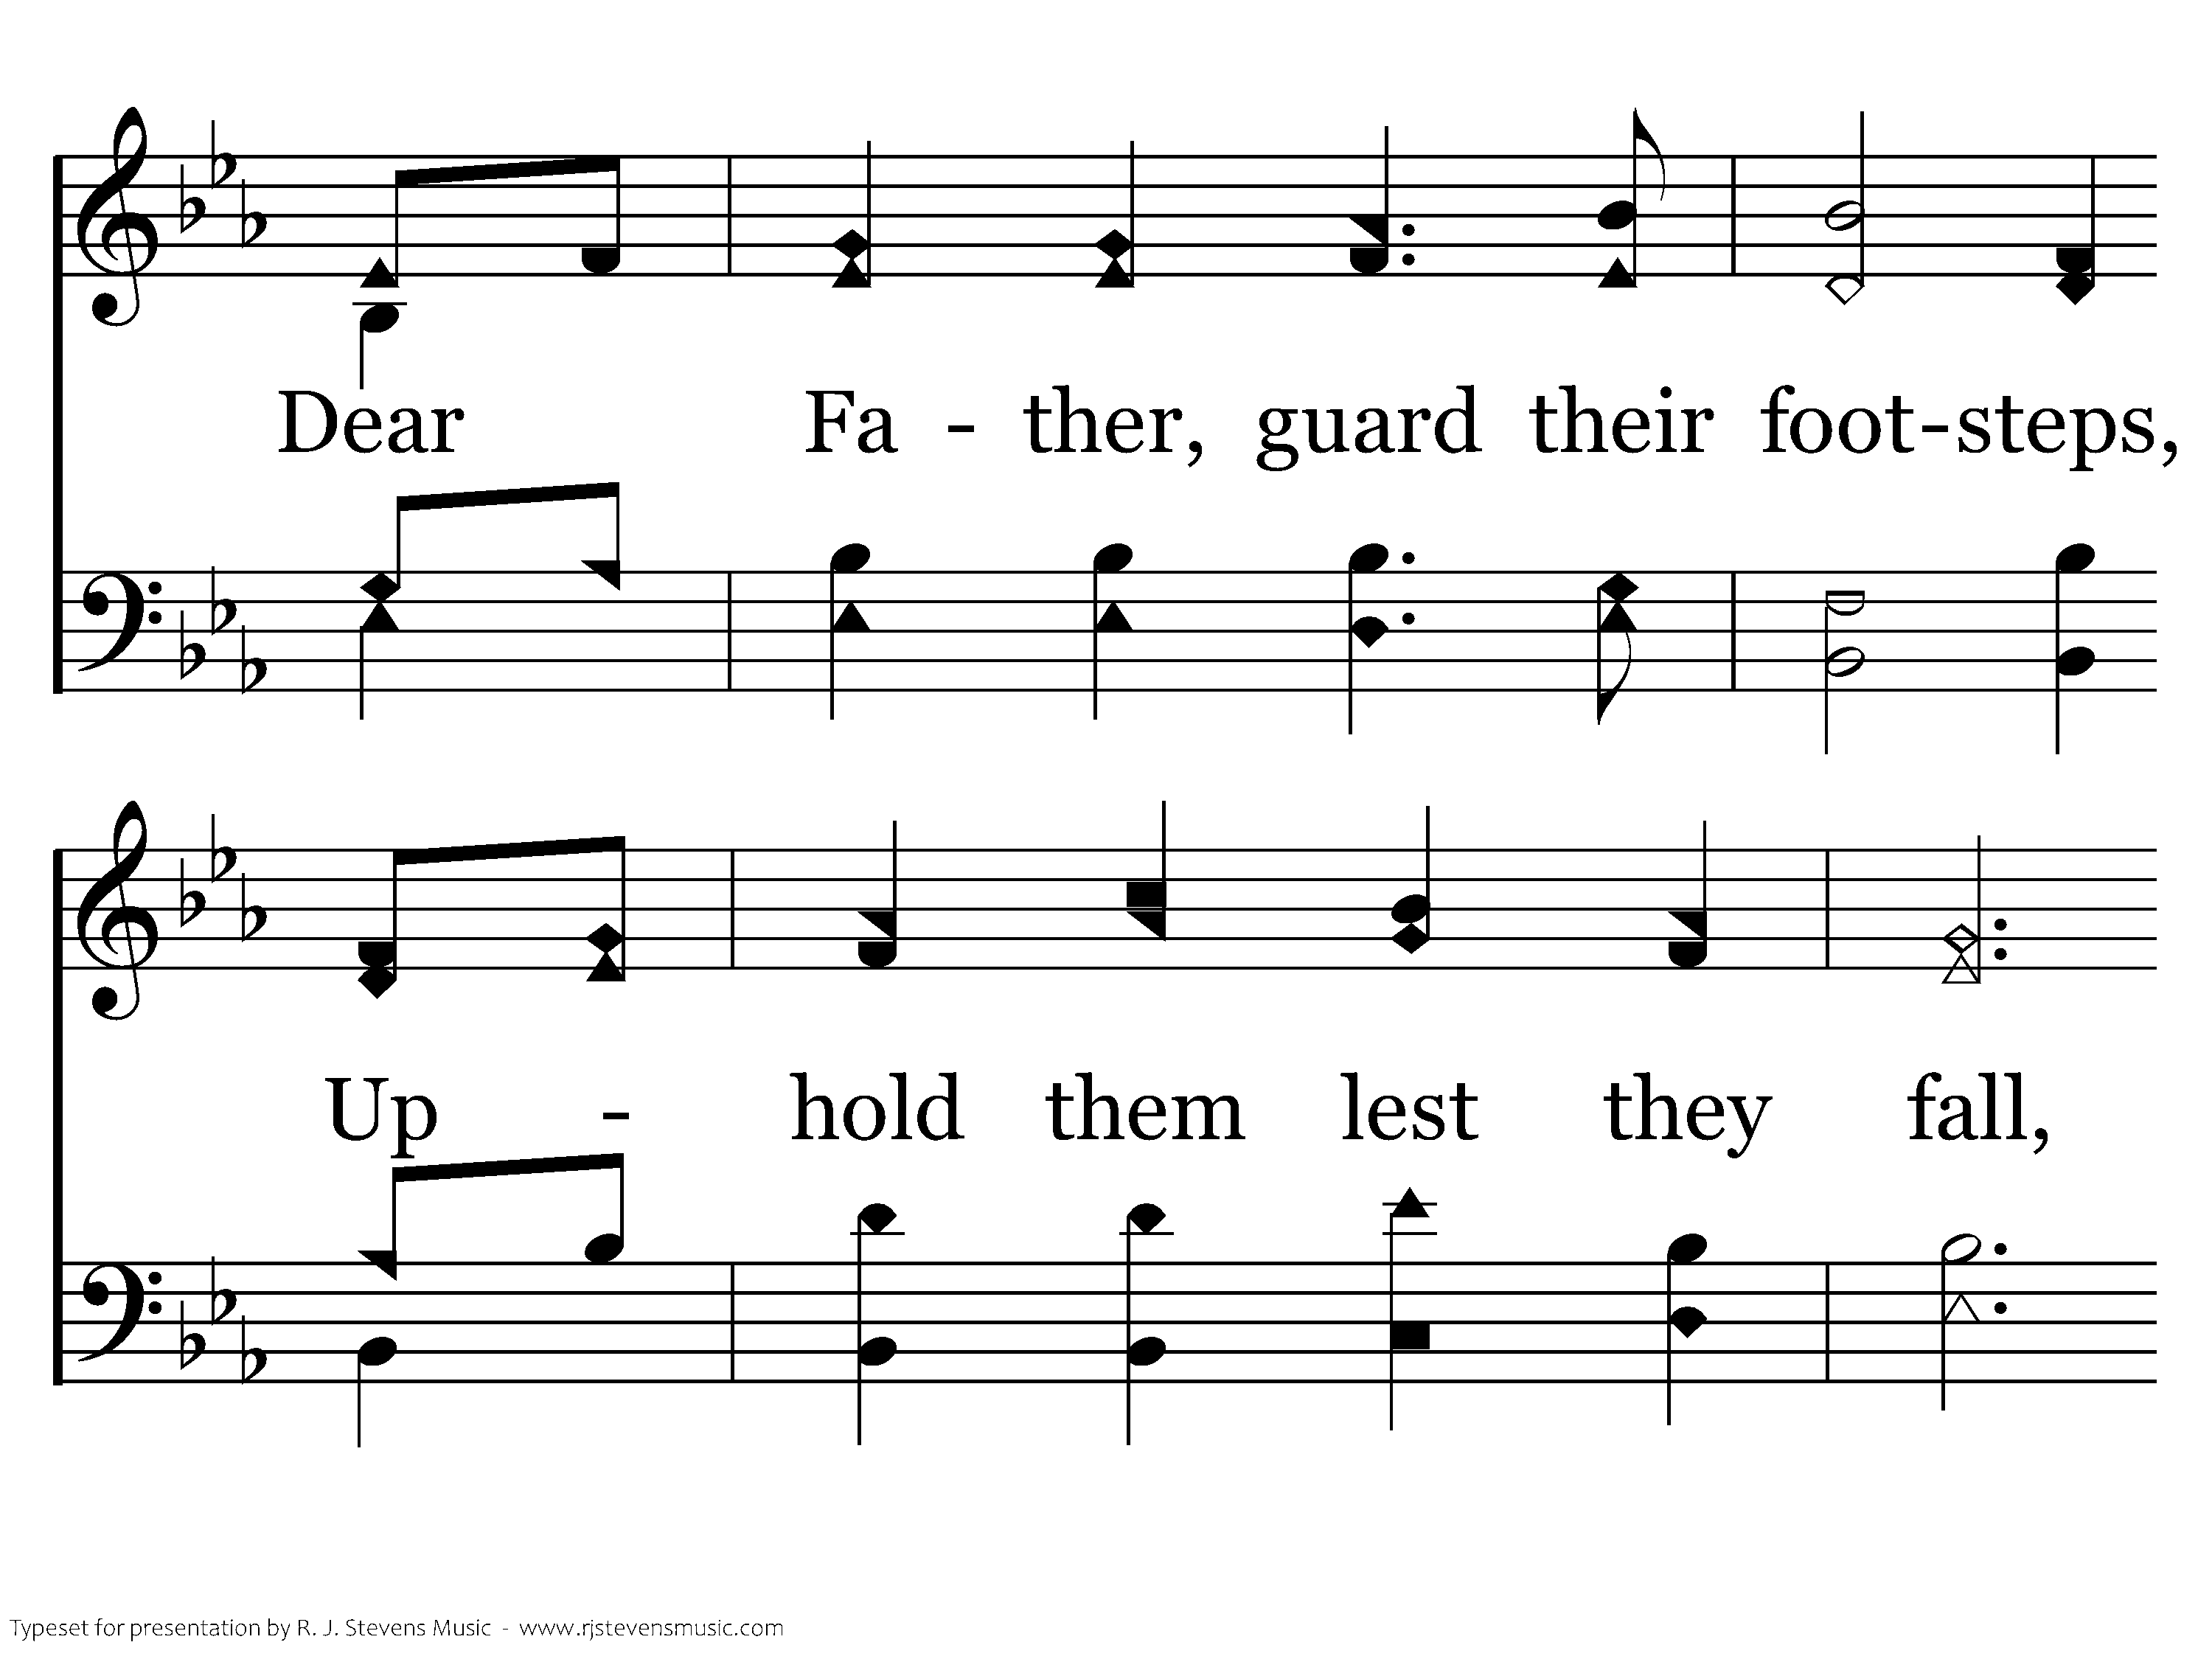 Dear Fa - ther, guard their foot-steps,
Up - hold them lest they fall,
Typeset for presentation by R. J. Stevens Music - www.rjstevensmusic.com